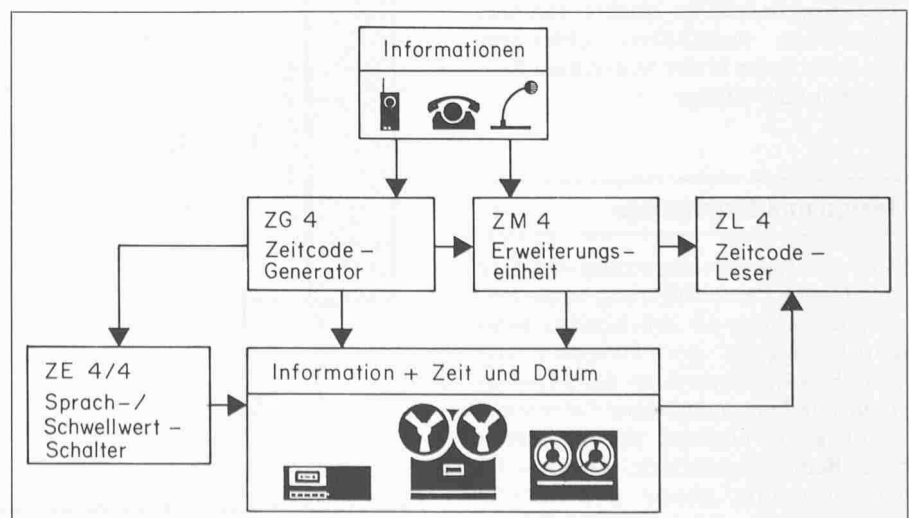 Informationen
ZG 4
Zeitcode –
Generator
ZM 4
Erweiterungs-
einheit
ZL 4
Zeitcode –
Leser
ZE 4/4
Sprach-/
Schwellwert –
Schalter
Information + Zeit und Datum